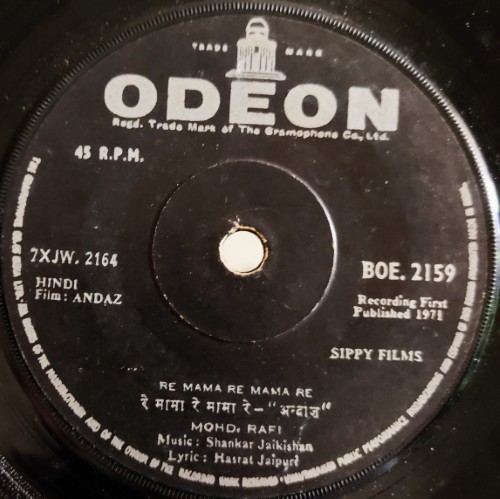 TRADE MARK
ODEON
Regd. Trade Mark of The Gramophone Co., Ltd.
45 R.P.M.
7XJW. 2164
BOE. 2159
HINDI
Film: ANDAZ
Recording First
Published 1971
SIPPY FILMS
RE MAMA RE MAMA RE
रे मामा रे मामा रे-"अन्दाज़"
MOHD. RAFI
Music: Shankar Jaikishan
Lyric: Hasrat Jaipuri